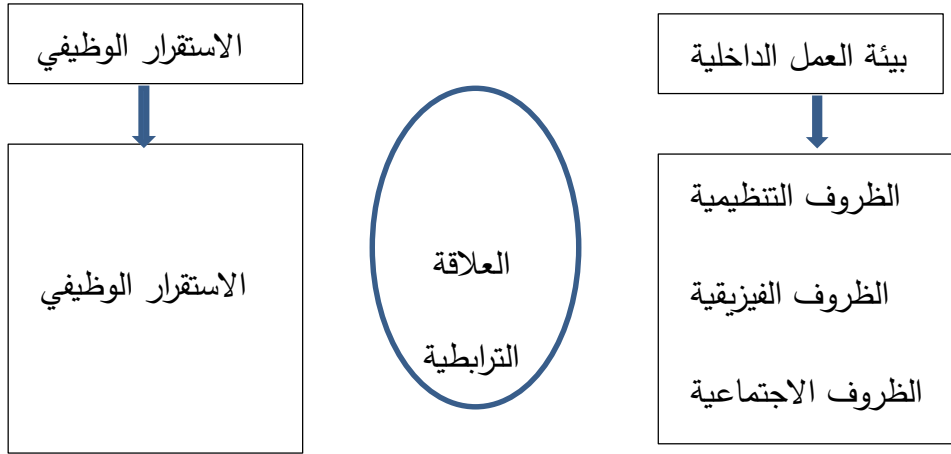 بيئة العمل الداخلية
الاستقرار الوظيفي
الظروف التنظيمية
الظروف الفيزيقية
الظروف الاجتماعية
العلاقة
الترابطية
الاستقرار الوظيفي